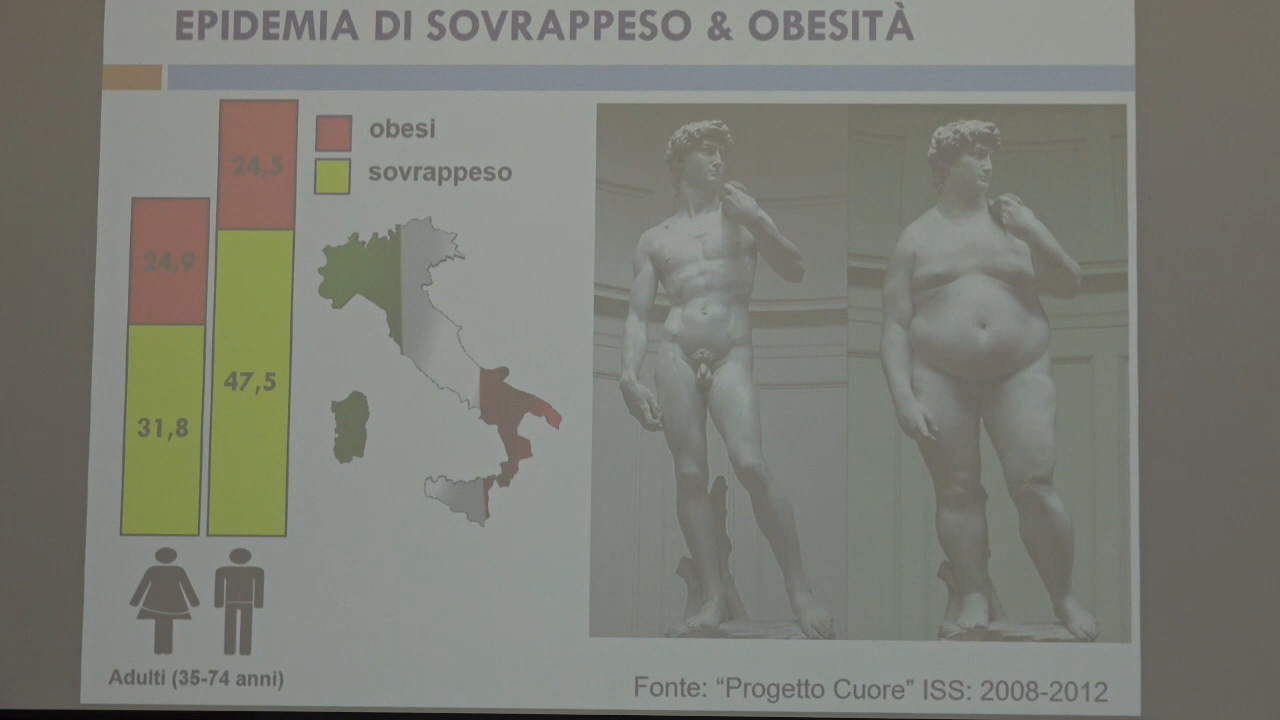 EPIDEMIA DI SOVRAPPESO & OBESITÀ
obesi
sovrappeso
24,9
31,8
24,5
47,5
Adulti (35-74 anni)
Fonte: “Progetto Cuore” ISS: 2008-2012